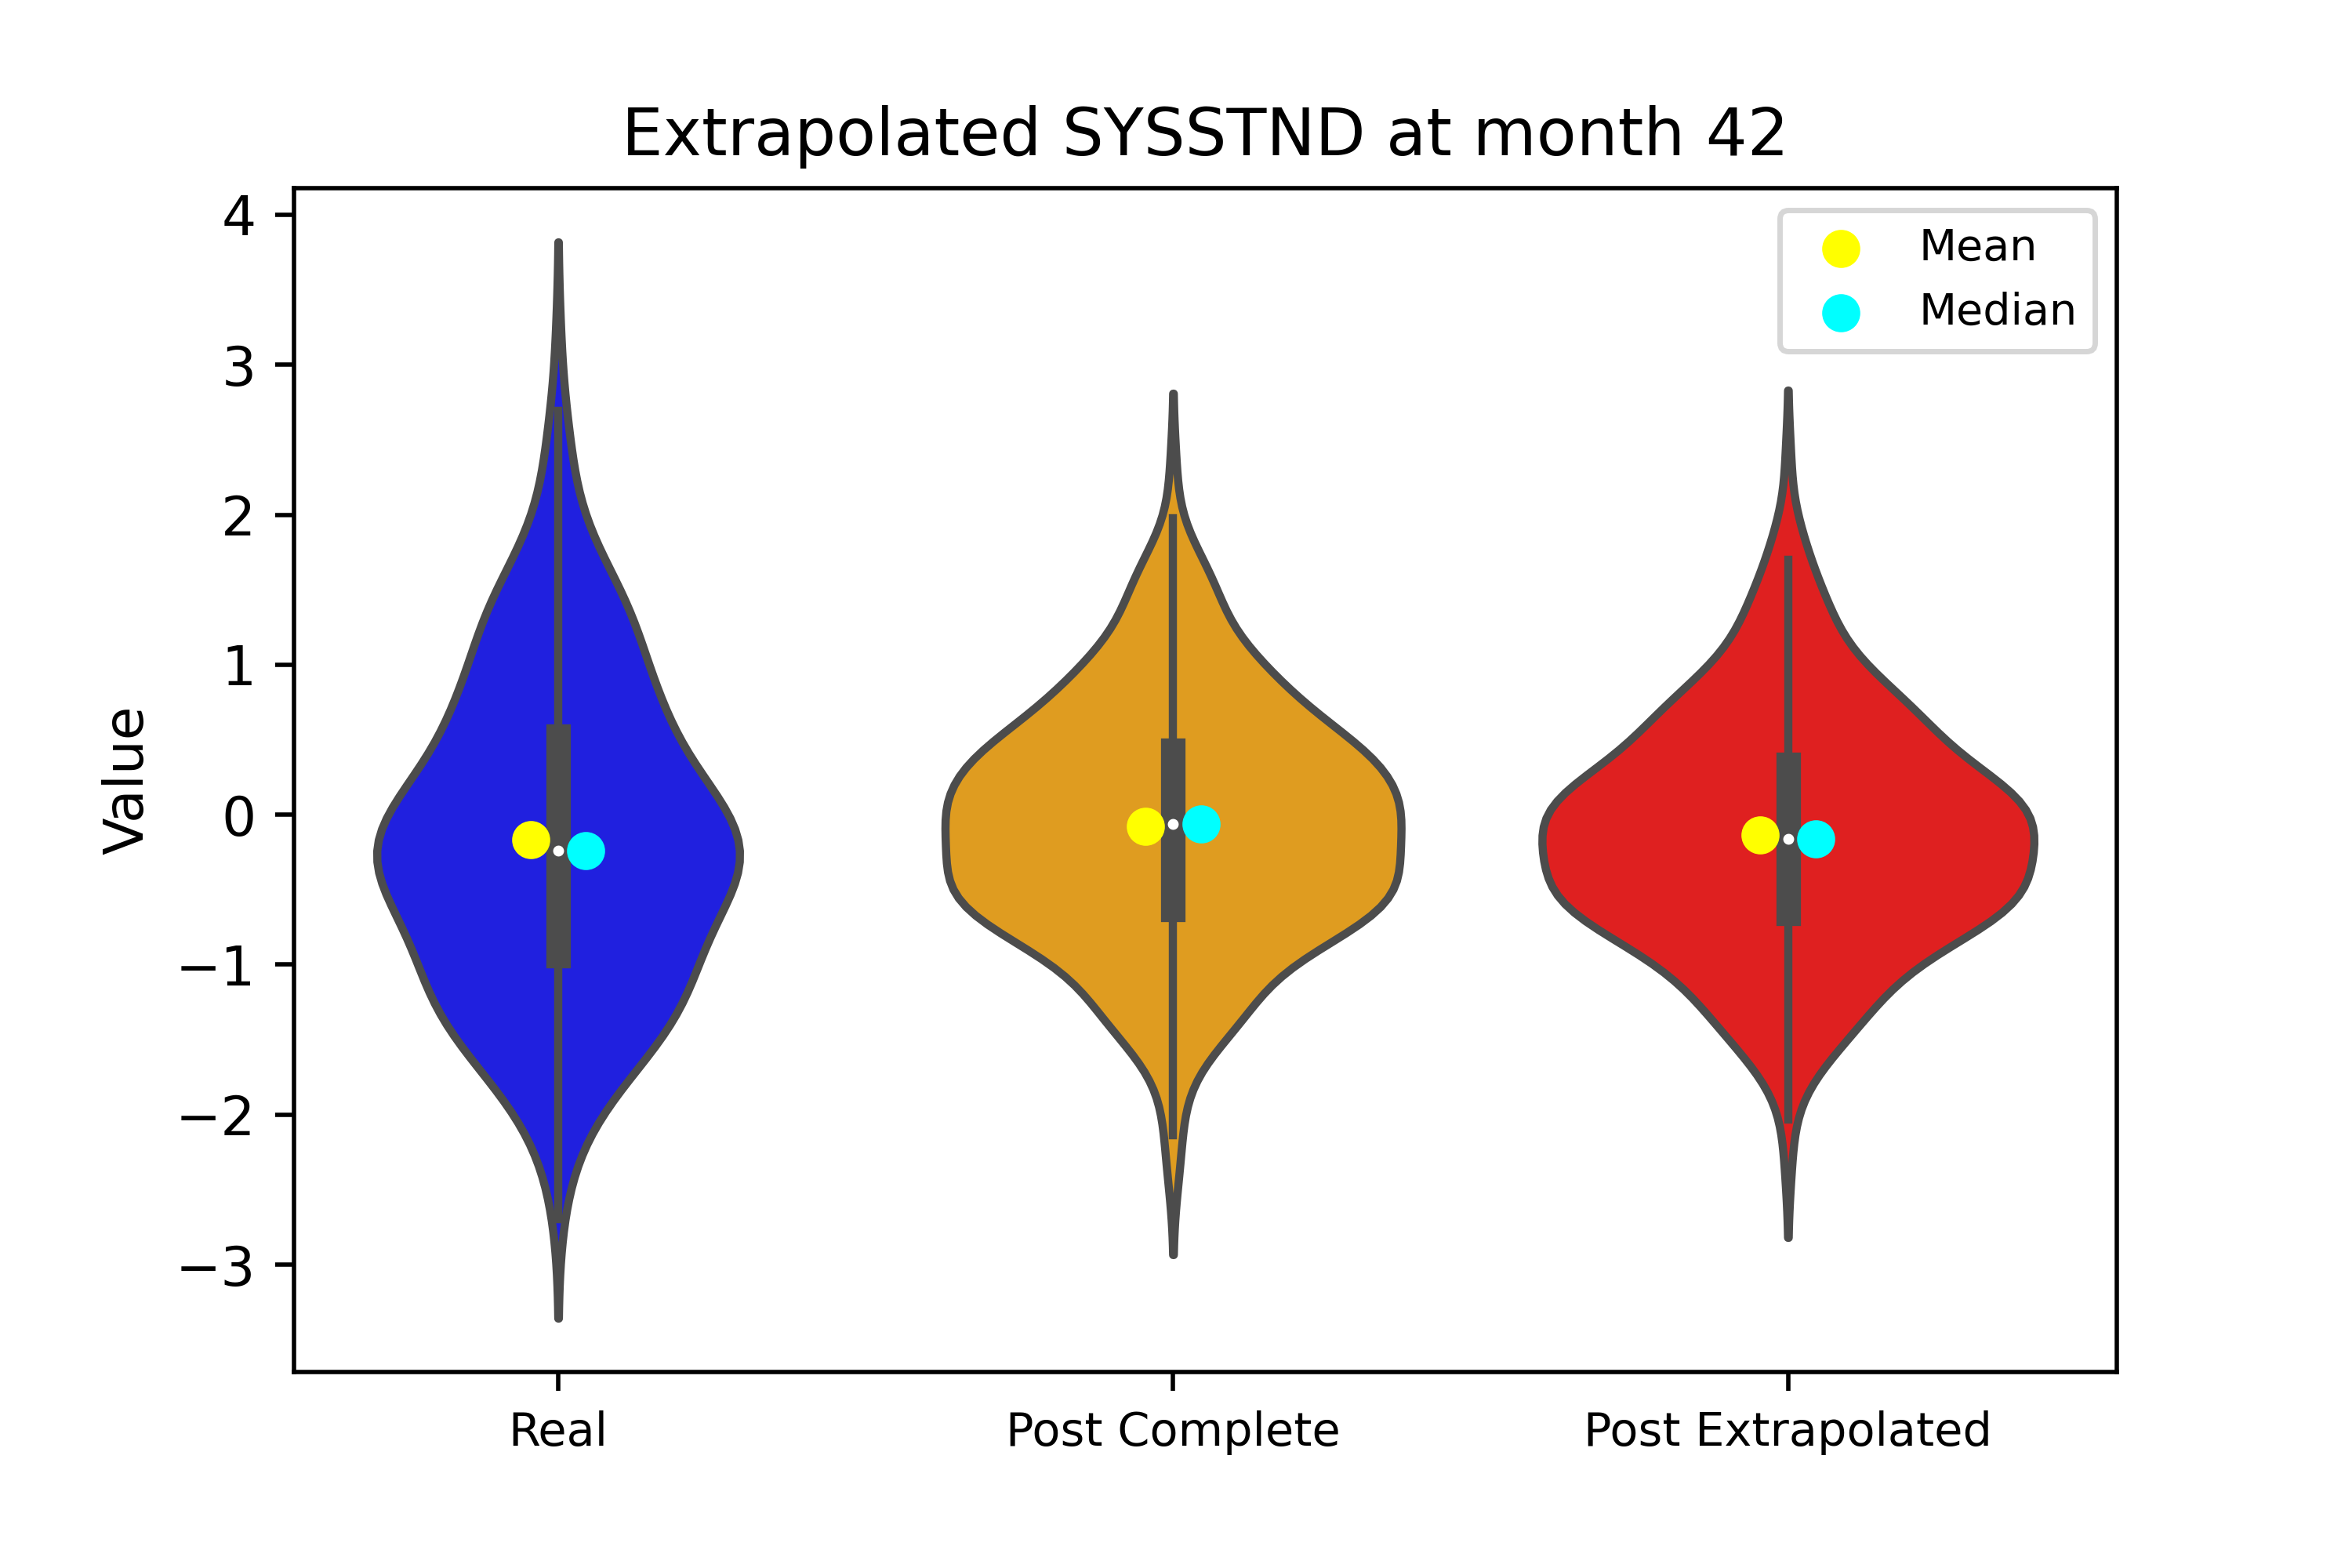 Extrapolated SYSSTND at month 42
4
3
2
1
0
−1
−2
−3
Value
Mean
Median
Real
Post Complete
Post Extrapolated